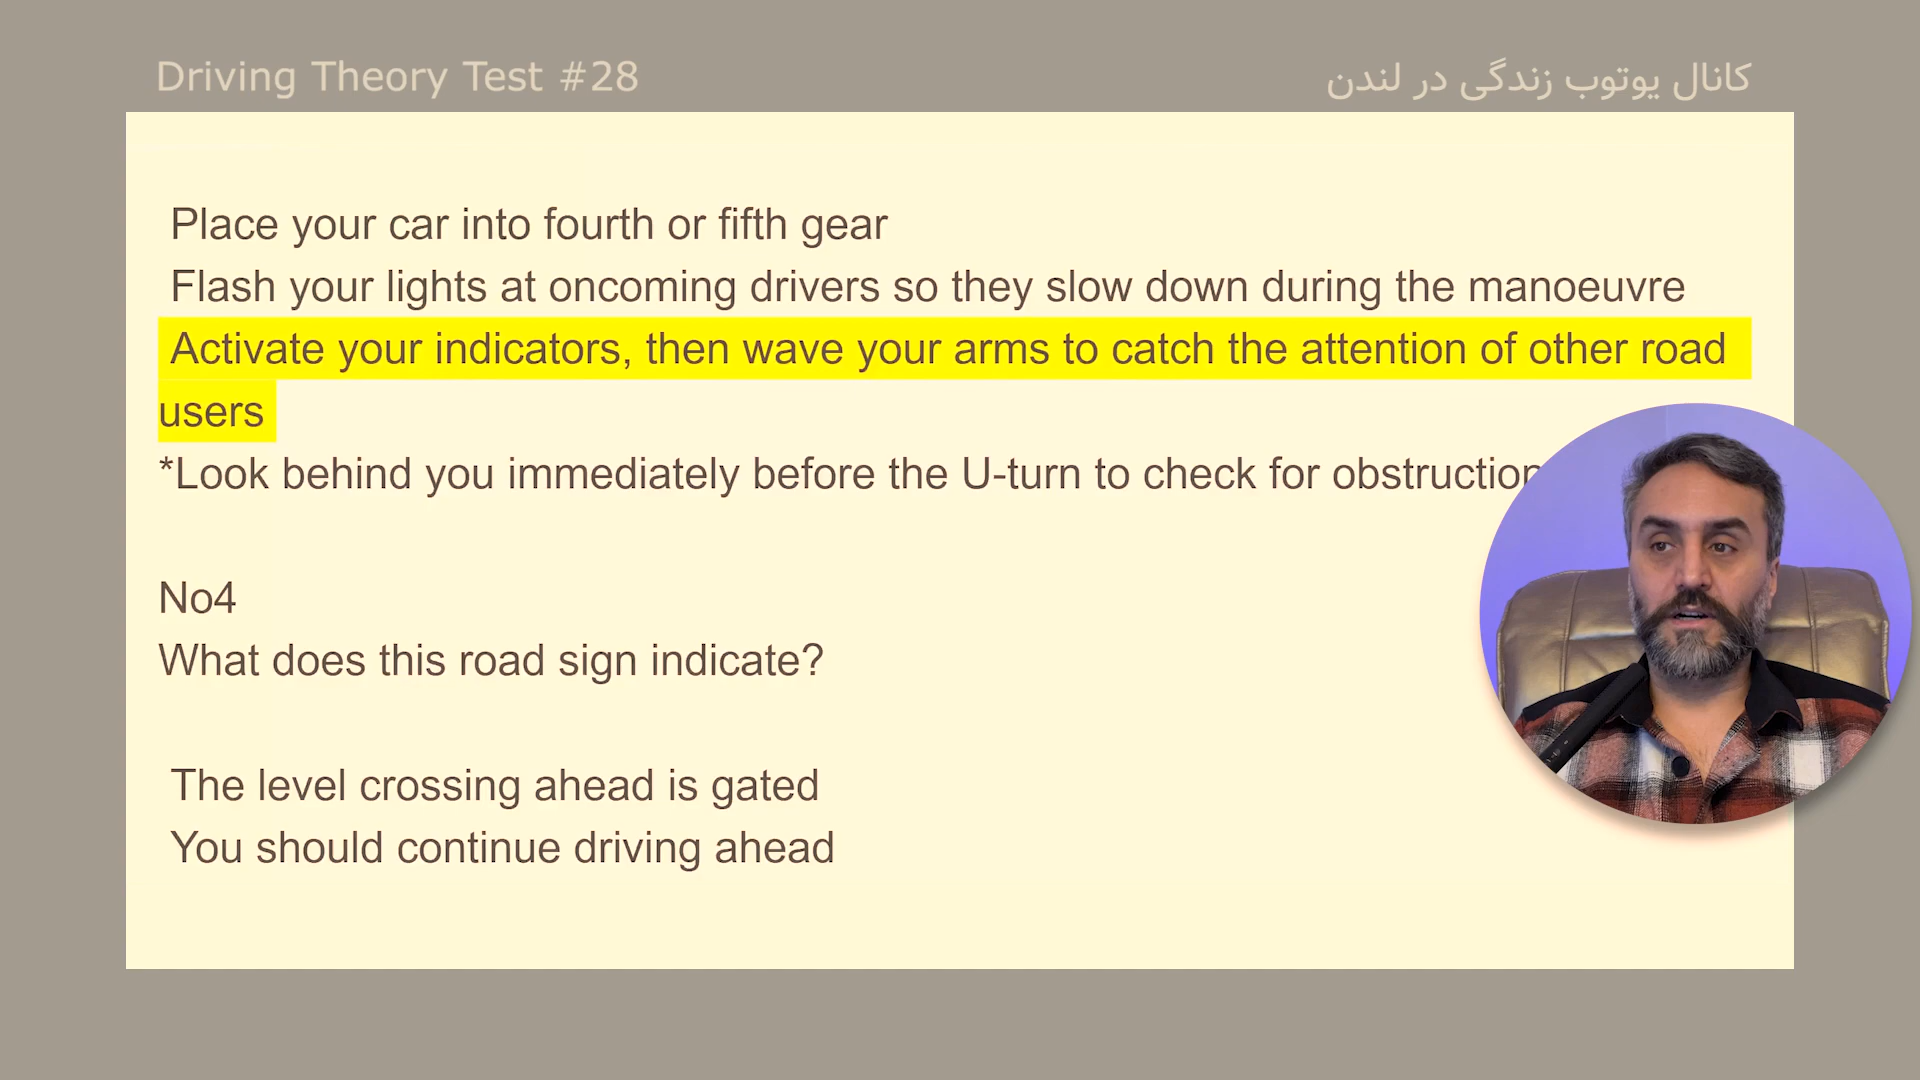 Driving Theory Test #28
کانال یوتوب زندگی در لندن
Place your car into fourth or fifth gear
Flash your lights at oncoming drivers so they slow down during the manoeuvre
Activate your indicators, then wave your arms to catch the attention of other road
users
*Look behind you immediately before the U-turn to check for
No4
What does this road sign indicate?
The level crossing ahead is gated
You should continue driving ahead